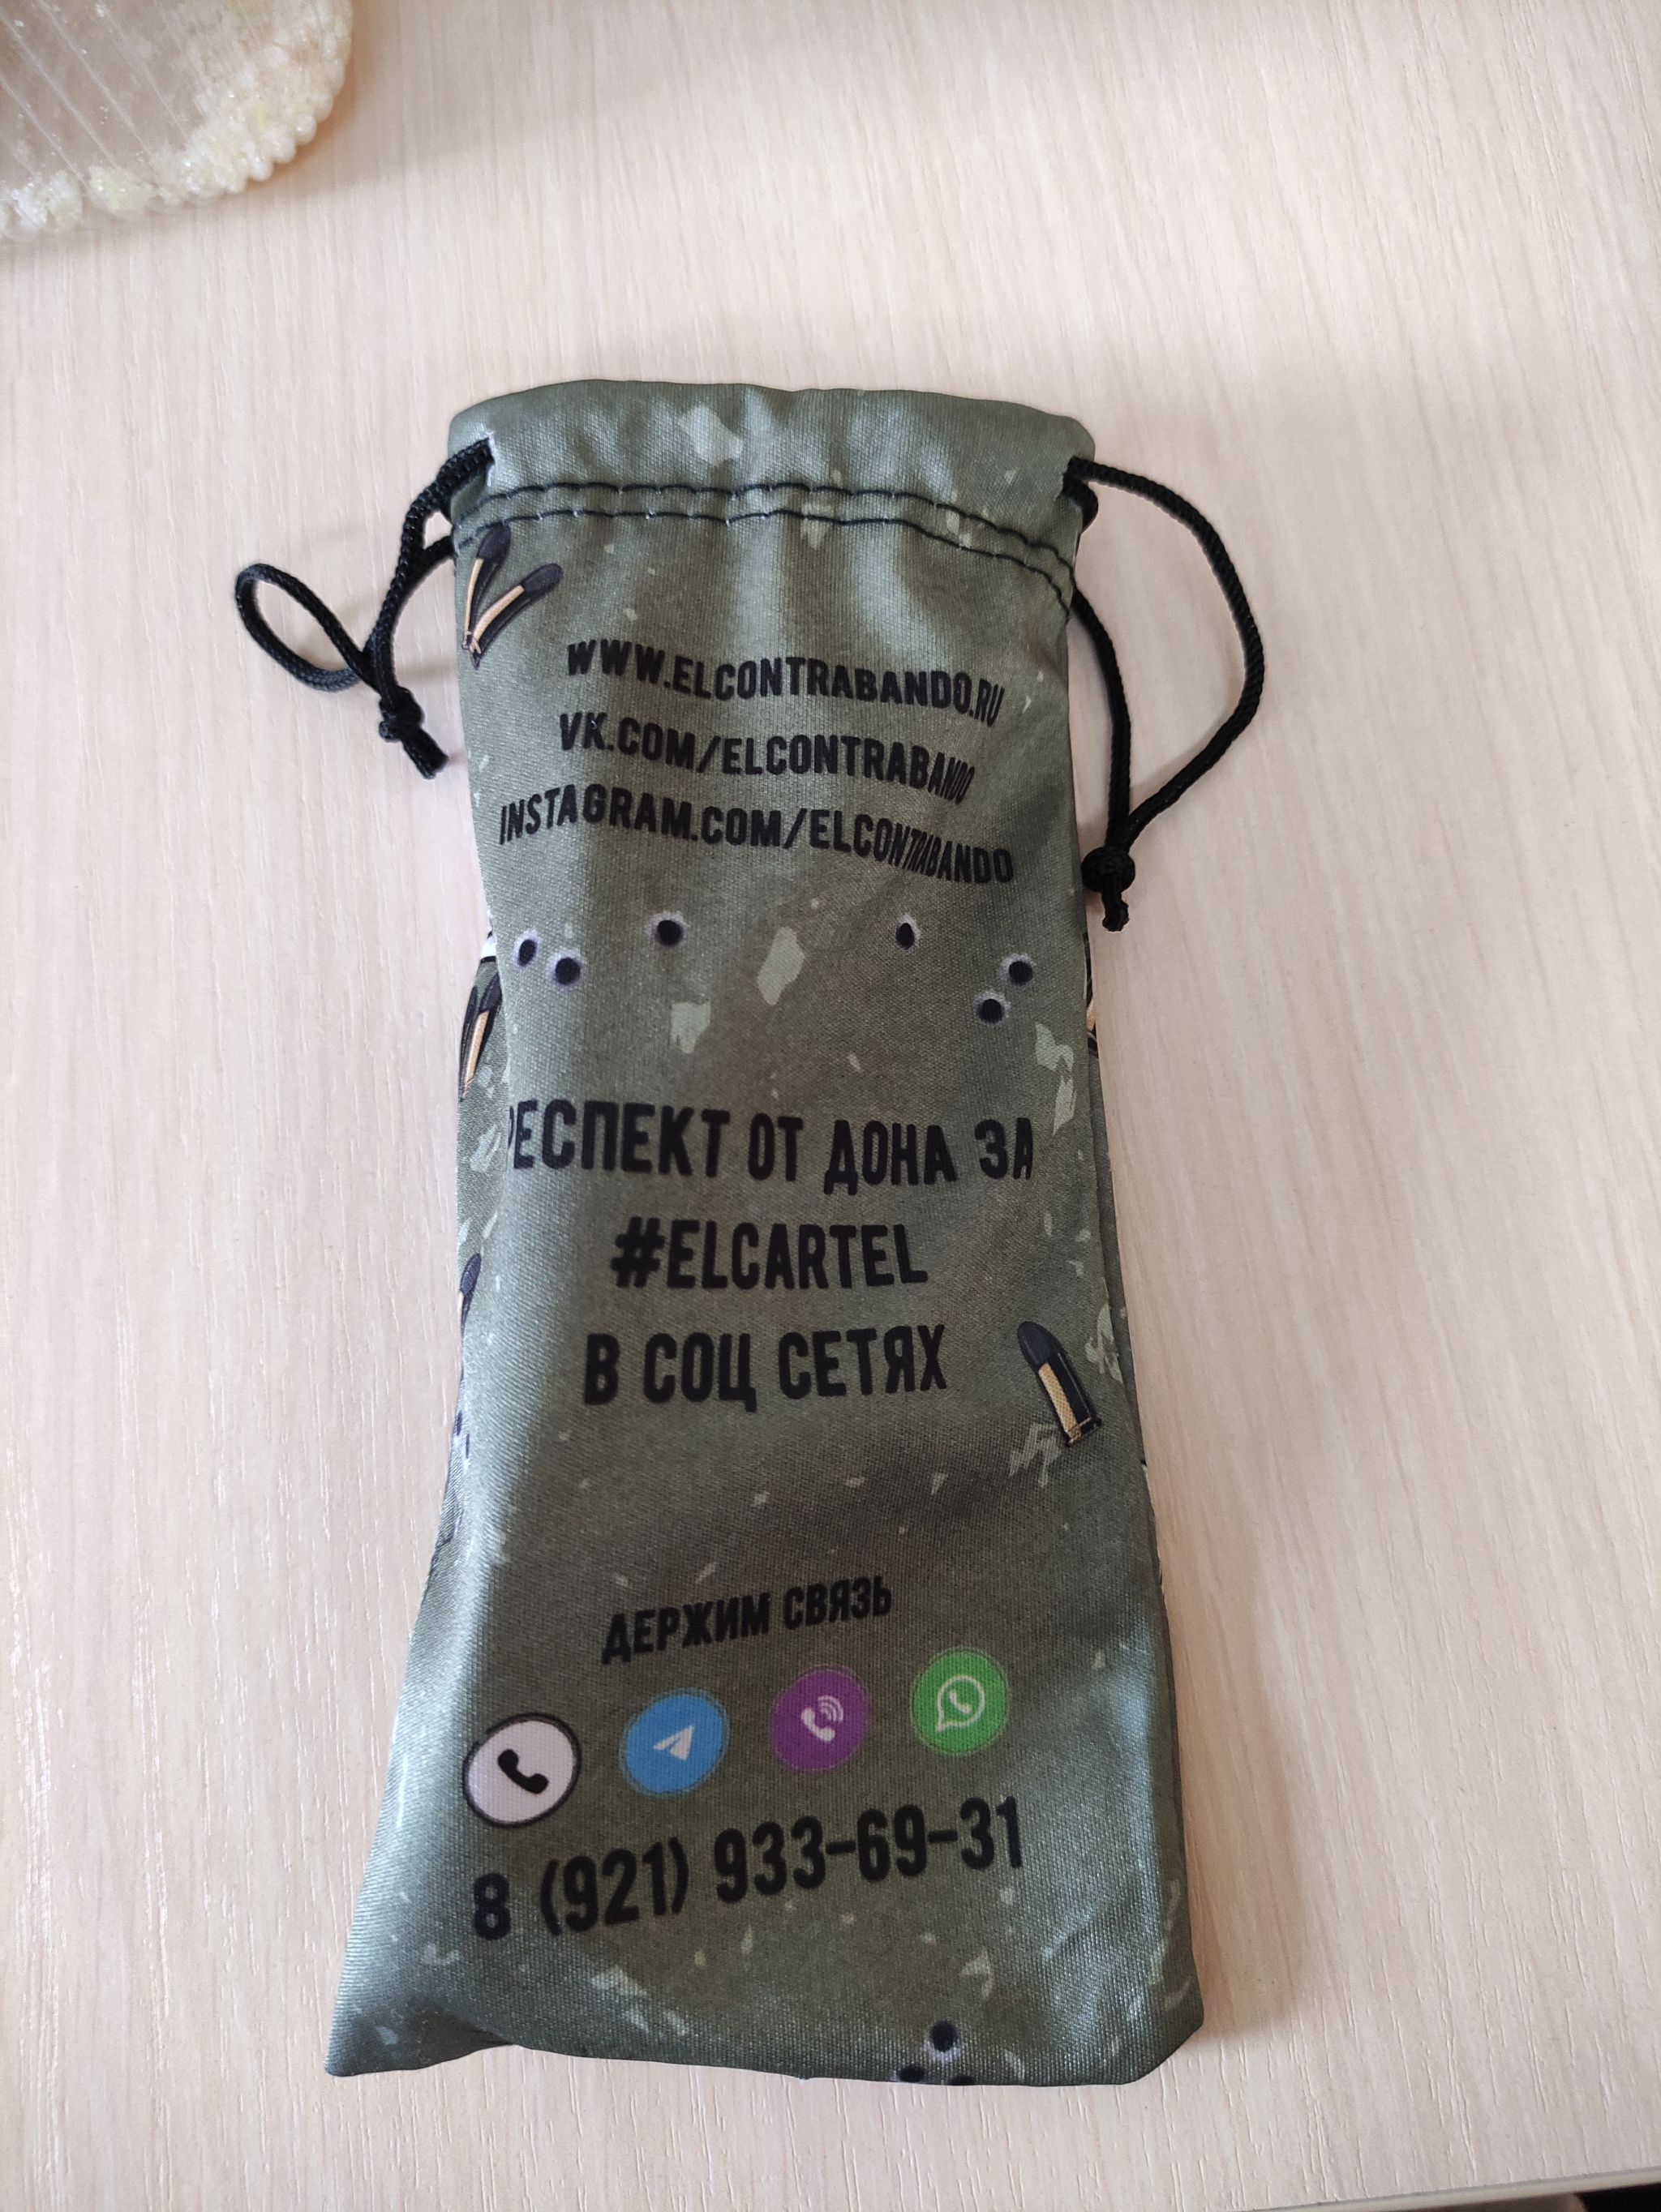 WWW.ELCONTRABANDO.RU
VK.COM/ELCONTRABANDO
INSTAGRAM.COM/ELCONTRABANDO
РЕСПЕКТ ОТ ДОНА ЗА
#ELCARTEL
В СОЦ СЕТЯХ
ДЕРЖИМ СВЯЗЬ
8 (921) 933-69-31